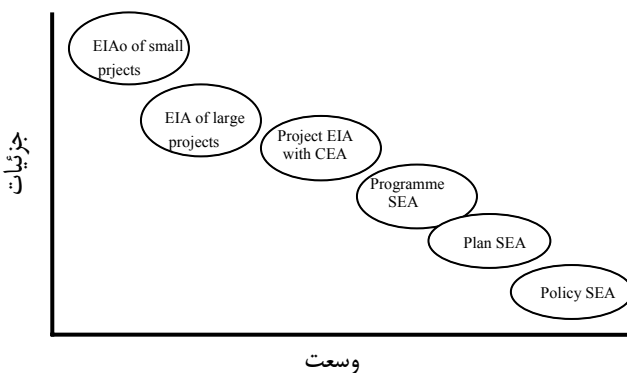 EIAo of small
prjects
EIA of large
projects
Project EIA
with CEA
Programme
SEA
Plan SEA
Policy SEA
جزئیات
وسعت